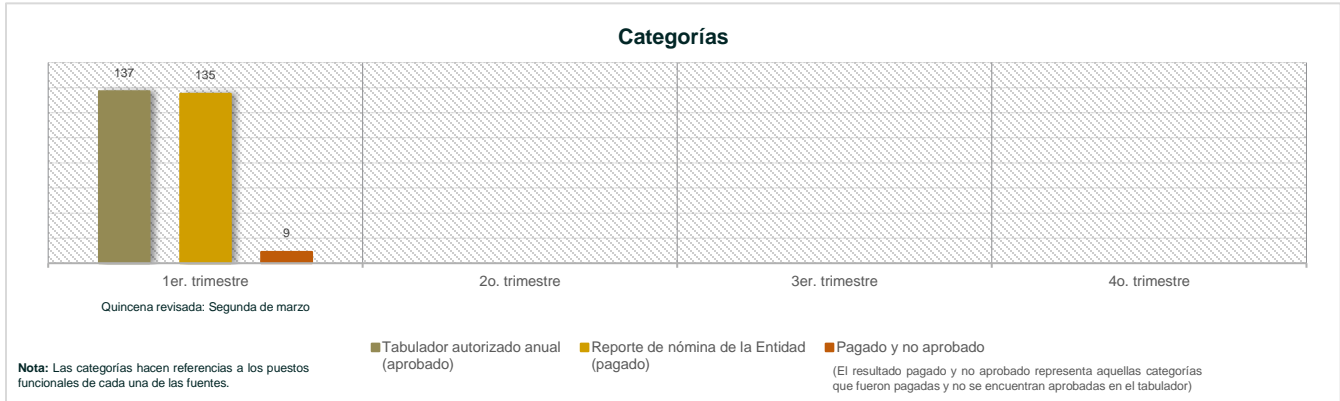 Categorías
137
135
9
1er. trimestre
2o. trimestre
3er. trimestre
4o. trimestre
Quincena revisada: Segunda de marzo
Tabulador autorizado anual
(aprobado)
Reporte de nómina de la Entidad
(pagado)
Pagado y no aprobado
Nota: Las categorías hacen referencias a los puestos
funcionales de cada una de las fuentes.
(El resultado pagado y no aprobado representa aquellas categorías
que fueron pagadas y no se encuentran aprobadas en el tabulador)